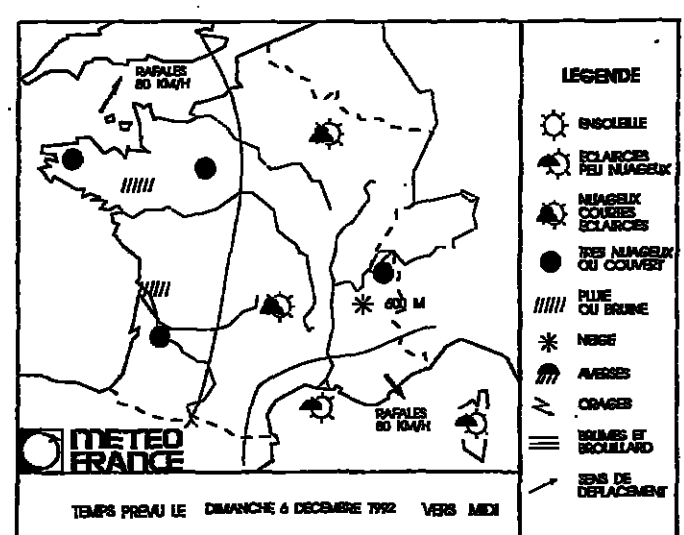 RAFALES
80 KM/H
600 M
RAFALES
80 KM/H
METEO
FRANCE
TEMPS PREVU LE DIMANCHE 6 DECEMBRE 1992 VERS MIDI
LEGENDE
ENSOLEILLE
ECLAIRCIES
PEU NUAGEUX
NUAGEUX
COURTES
ECLAIRCIES
TRES NUAGEUX
OU COUVERT
PLUIE
OU BRUINE
NEIGE
AVERSES
ORAGES
BRUMES ET
BROUILLARD
SENS DE
DEPLACEMENT